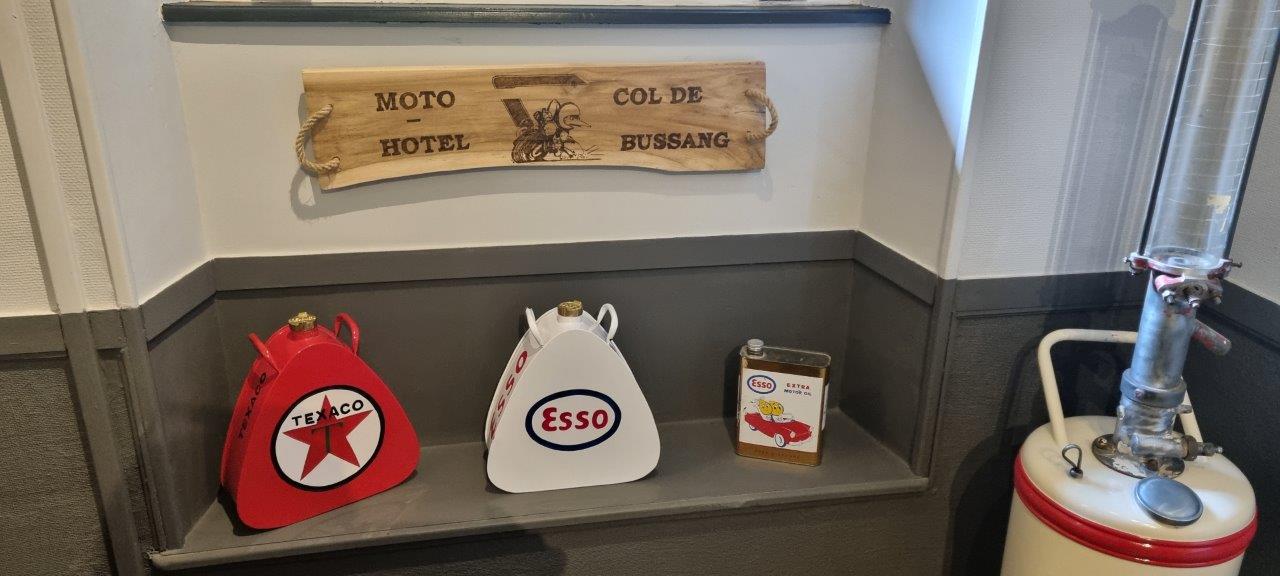 MOTO
-
HOTEL
COL DE
BUSSANG
TEXACO
TEXACO
T
ESSO
Esso
Esso
EXTRA
MOTOR OIL